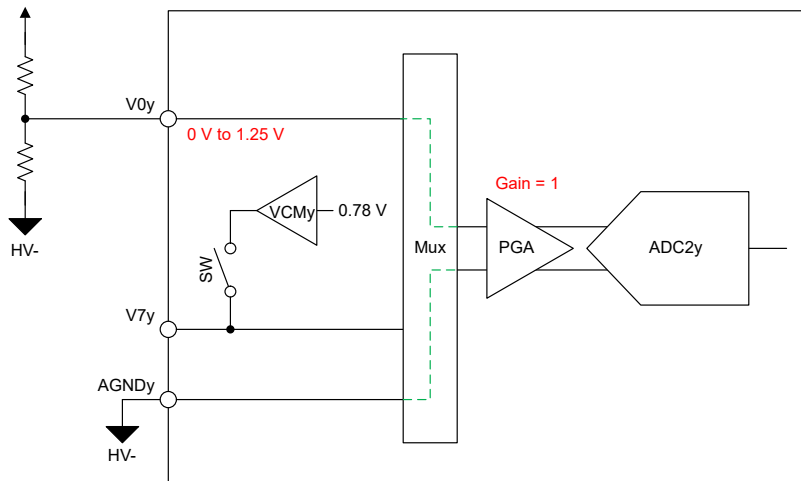 V0y
0 V to 1.25 V
HV-
VCMy
0.78 V
SW
V7y
AGNDy
HV-
Mux
Gain = 1
PGA
ADC2y